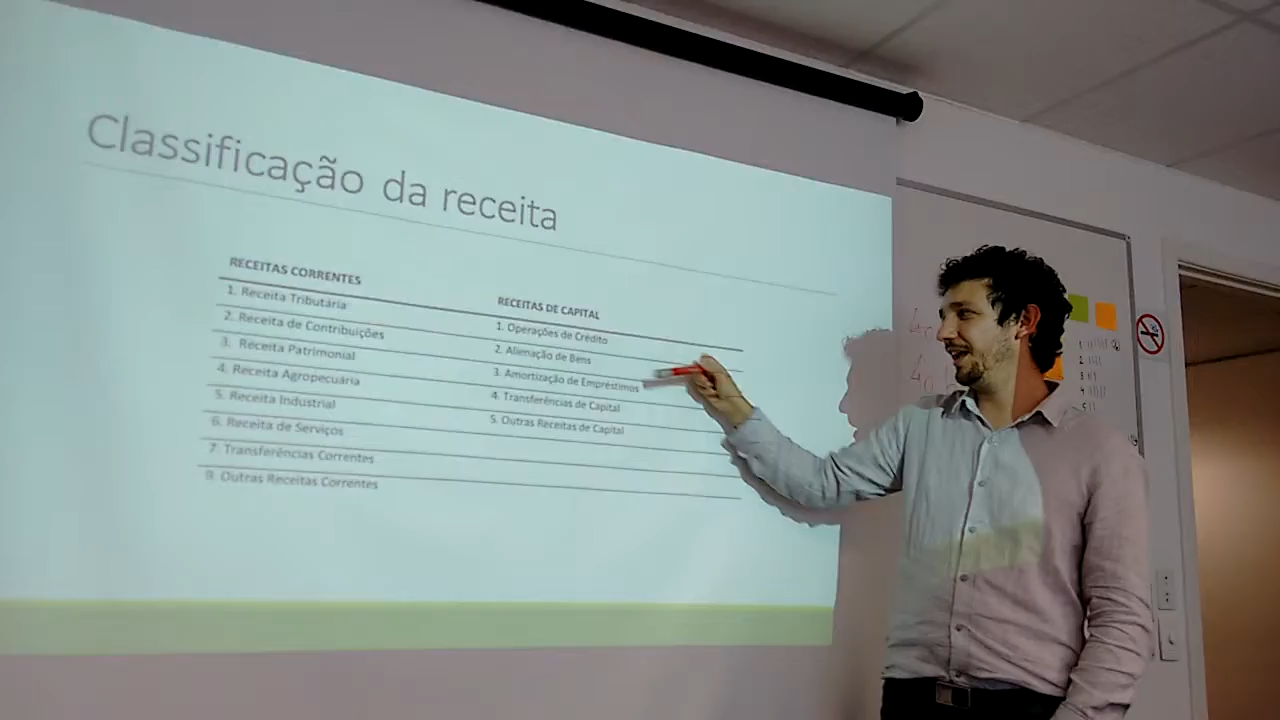 Classificação da receita
RECEITAS CORRENTES
1. Receita Tributária
2. Receita de Contribuições
3. Receita Patrimonial
4. Receita Agropecuária
5. Receita Industrial
6. Receita de Serviços
7. Transferências Correntes
9. Outras Receitas Correntes
RECEITAS DE CAPITAL
1. Operações de Crédito
2. Alienação de Bens
3. Amortização de Empréstimos
4. Transferências de Capital
5. Outras Receitas de Capital